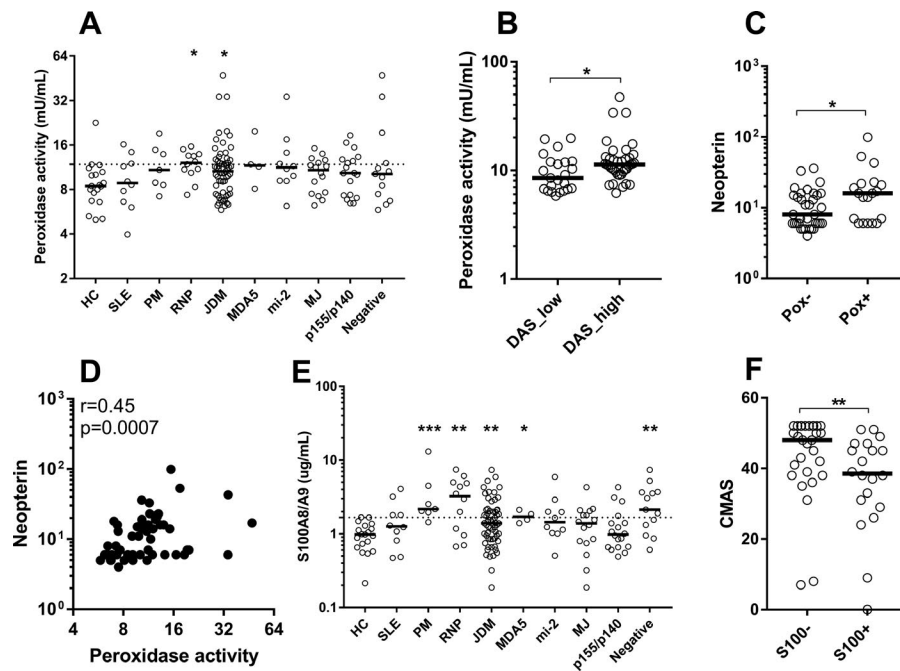 A
* *
Peroxidase activity (mU/mL)
64
32
16
8
4
2
HC SLE PM RNP JDM MDA5 mi-2 MJ p155/p140 Negative
B
*
Peroxidase activity (mU/mL)
100
10
1
DAS_low DAS_high
C
*
Neopterin
10³
10²
10¹
10⁰
Pox- Pox+
D
r=0.45
p=0.0007
Neopterin
10³
10²
10¹
10⁰
4 8 16 32 64
Peroxidase activity
E
*** ** ** * **
S100A8/A9 (ug/mL)
100
10
1
0.1
HC SLE PM RNP JDM MDA5 mi-2 MJ p155/p140 Negative
F
**
CMAS
60
40
20
0
S100- S100+